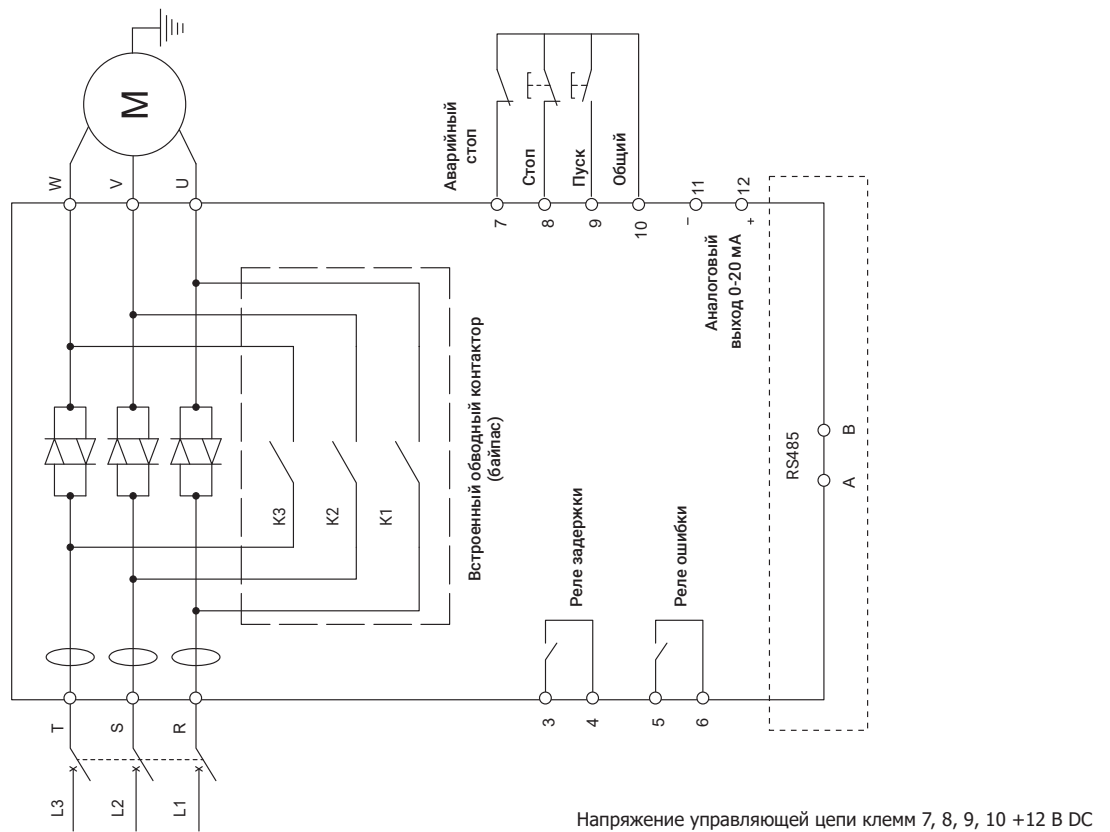 M
W
V
U
Аварийный
стоп
Стоп
Пуск
Общий
7
8
9
10
11
12
−
+
Аналоговый
выход 0-20 мА
K3
K2
K1
Встроенный обводный контактор
(байпас)
RS485
B
A
Реле задержки
Реле ошибки
3
4
5
6
T
S
R
L3
L2
L1
Напряжение управляющей цепи клемм 7, 8, 9, 10 +12 В DC